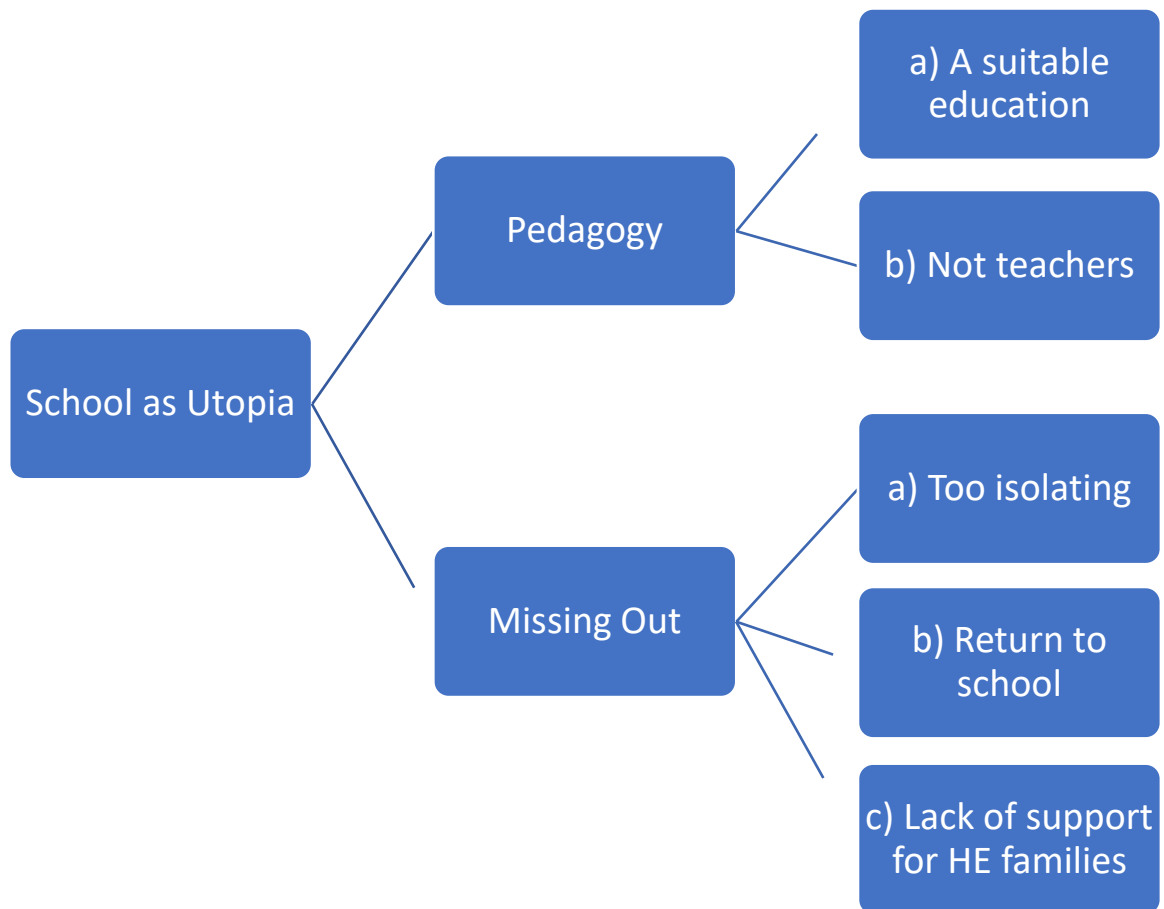 School as Utopia
Pedagogy
a) A suitable
education
b) Not teachers
Missing Out
a) Too isolating
b) Return to
school
c) Lack of support
for HE families